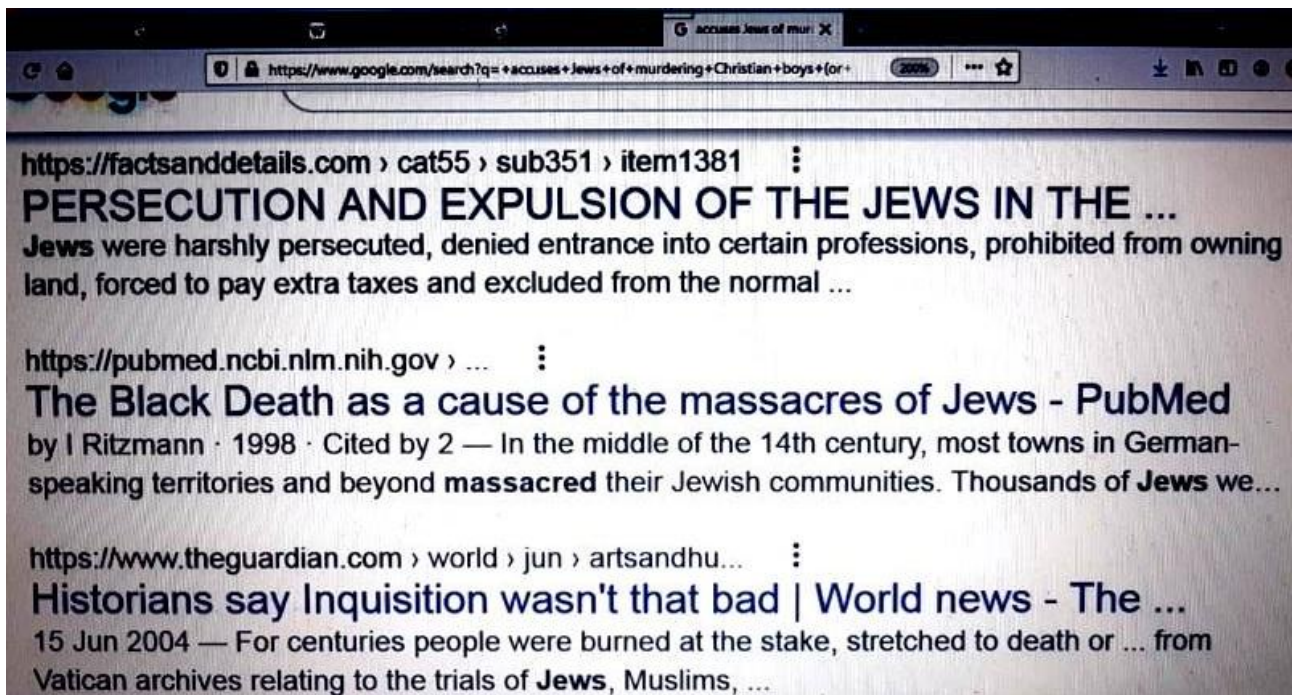 G accuses Jews of mur X
https://www.google.com/search?q=+accuses+Jews+of+murdering+Christian+boys+(or+ 200%
https://factsanddetails.com › cat55 › sub351 › item1381
PERSECUTION AND EXPULSION OF THE JEWS IN THE ...
Jews were harshly persecuted, denied entrance into certain professions, prohibited from owning
land, forced to pay extra taxes and excluded from the normal ...
https://pubmed.ncbi.nlm.nih.gov › ...
The Black Death as a cause of the massacres of Jews - PubMed
by I Ritzmann · 1998 · Cited by 2 — In the middle of the 14th century, most towns in German-
speaking territories and beyond massacred their Jewish communities. Thousands of Jews we...
https://www.theguardian.com › world › jun › artsandhu...
Historians say Inquisition wasn't that bad | World news - The ...
15 Jun 2004 — For centuries people were burned at the stake, stretched to death or ... from
Vatican archives relating to the trials of Jews, Muslims, ...